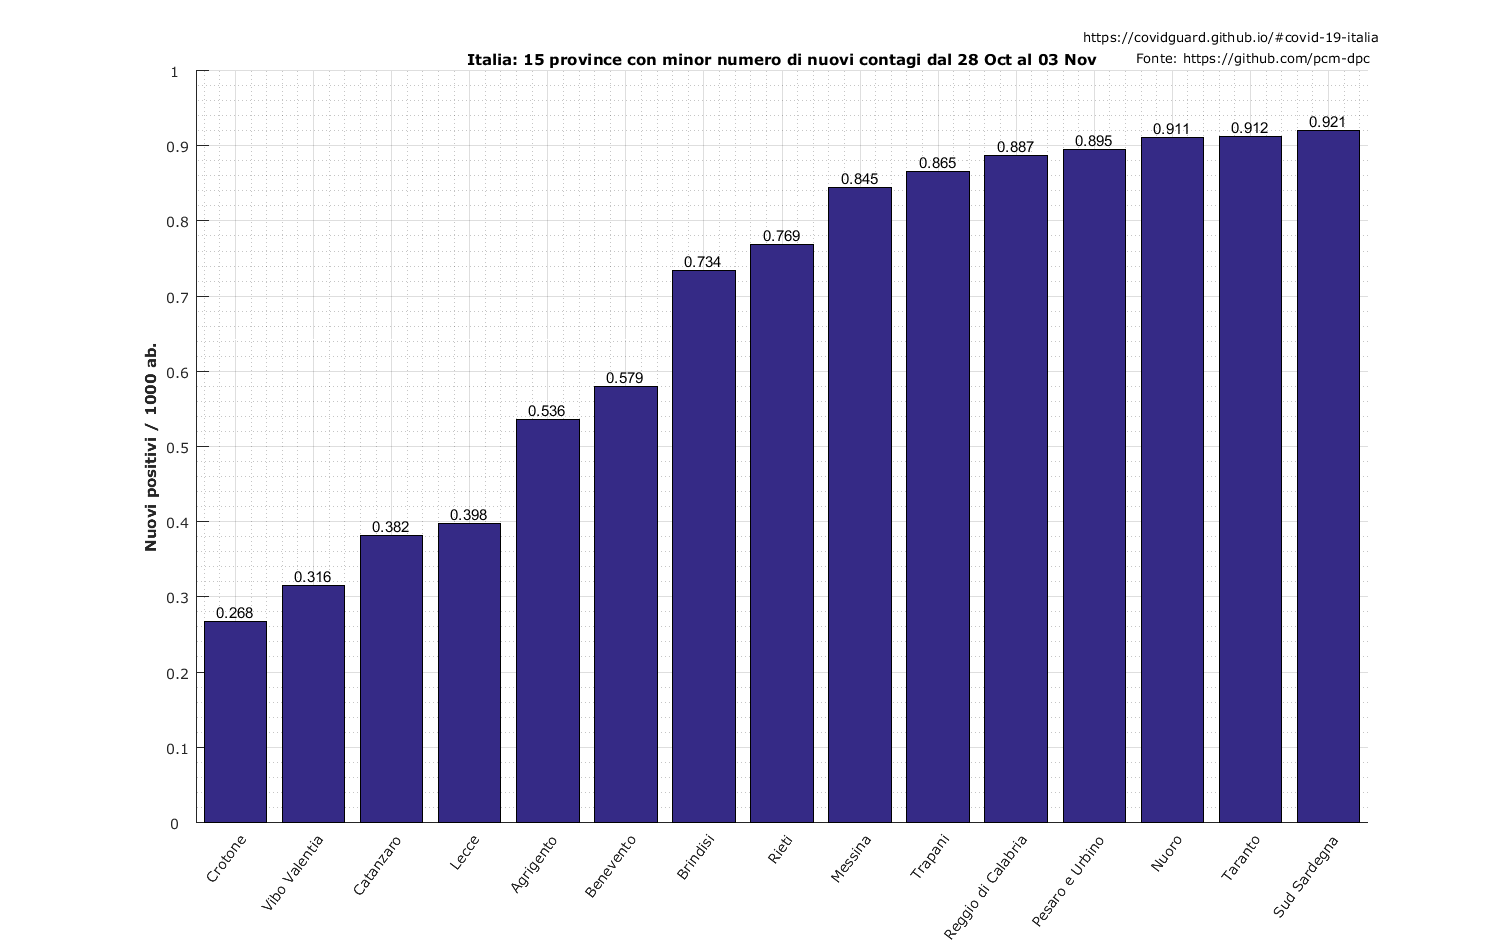 https://covidguard.github.io/#covid-19-italia
Italia: 15 province con minor numero di nuovi contagi dal 28 Oct al 03 Nov
Fonte: https://github.com/pcm-dpc
Nuovi positivi / 1000 ab.
1
0.9
0.8
0.7
0.6
0.5
0.4
0.3
0.2
0.1
0
0.268
0.316
0.382
0.398
0.536
0.579
0.734
0.769
0.845
0.865
0.887
0.895
0.911
0.912
0.921
Crotone
Vibo Valentia
Catanzaro
Lecce
Agrigento
Benevento
Brindisi
Rieti
Messina
Trapani
Reggio di Calabria
Pesaro e Urbino
Nuoro
Taranto
Sud Sardegna